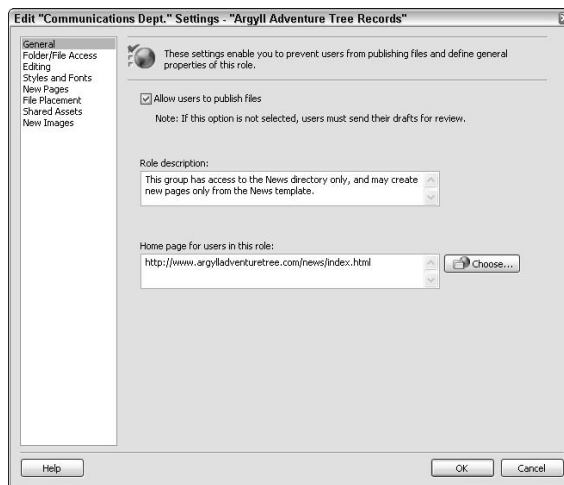 Edit "Communications Dept." Settings - "Argyll Adventure Tree Records"
General
Folder/File Access
Editing
Styles and Fonts
New Pages
File Placement
Shared Assets
New Images
These settings enable you to prevent users from publishing files and define general
properties of this role.
Allow users to publish files
Note: If this option is not selected, users must send their drafts for review.
Role description:
This group has access to the News directory only, and may create
new pages only from the News template.
Home page for users in this role:
http://www.argylladventuretree.com/news/index.html
Choose...
Help
OK
Cancel